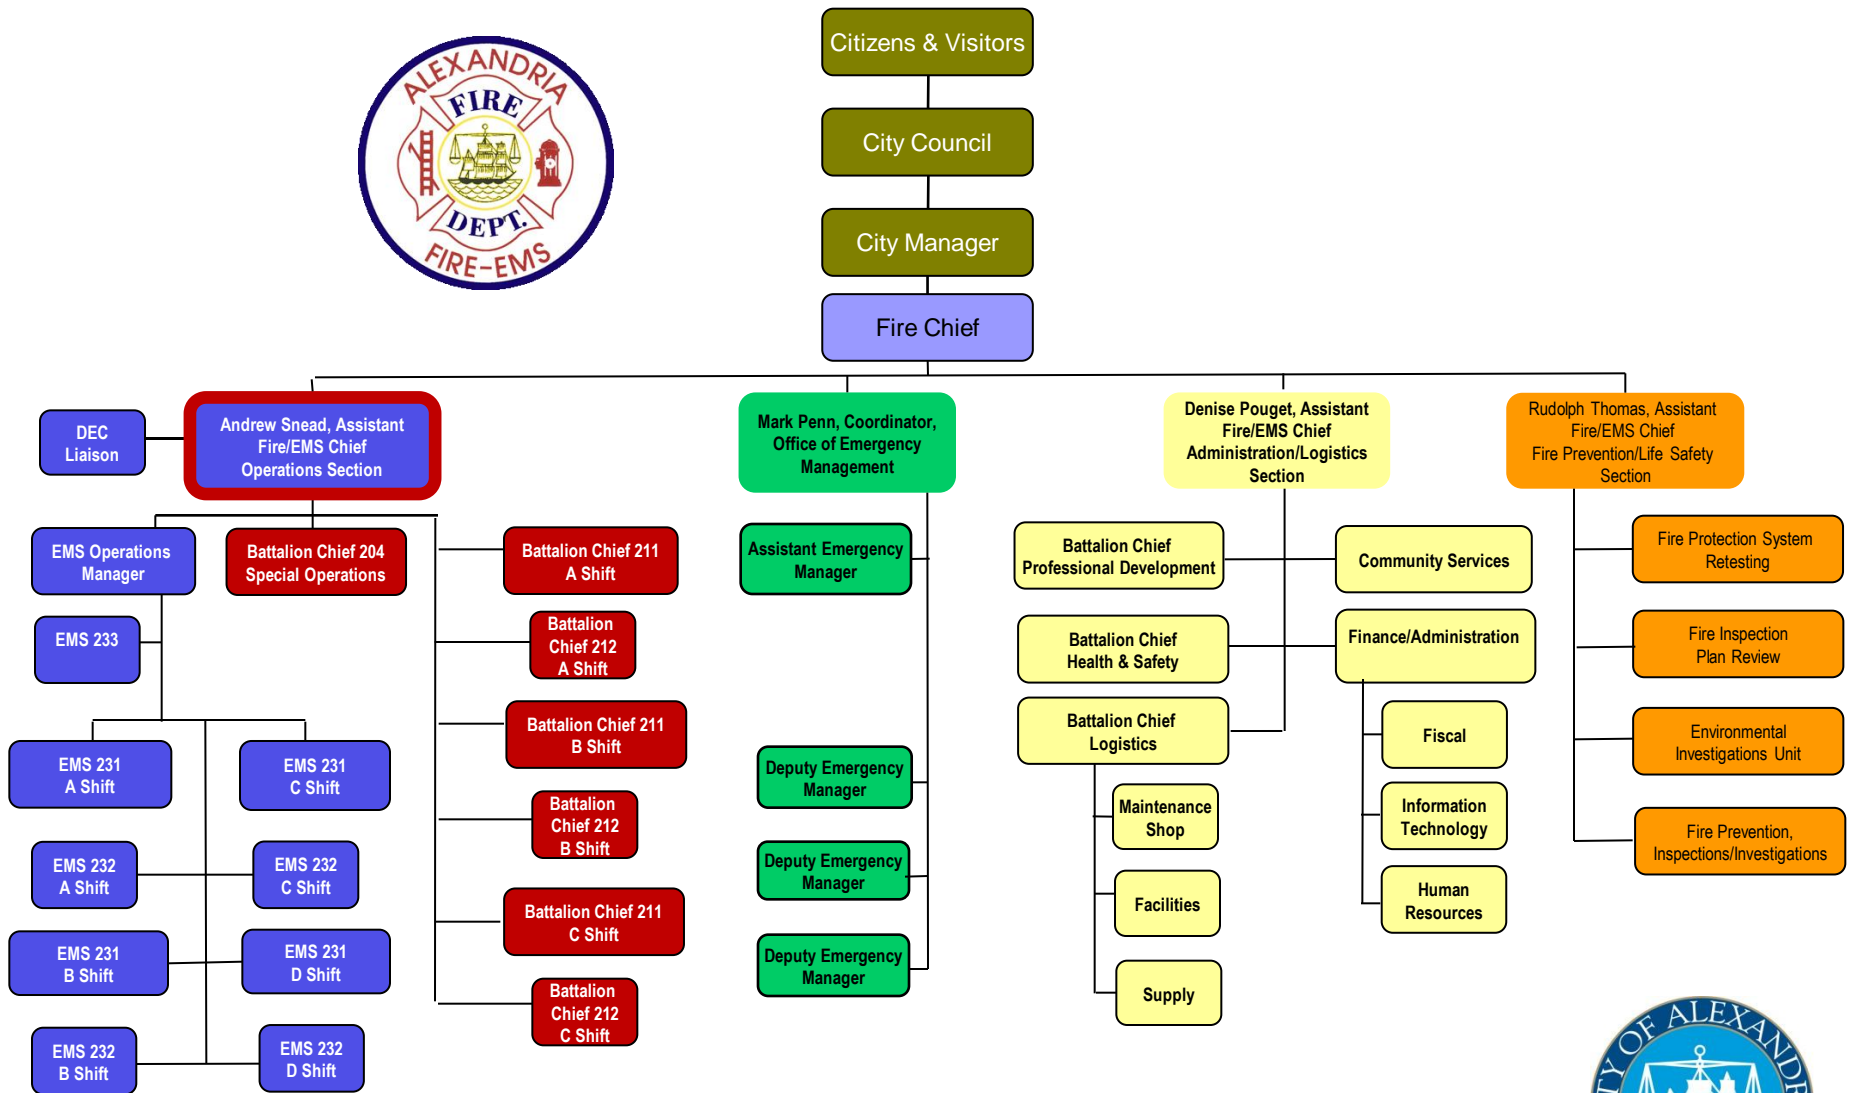 ALEXANDRIA
FIRE
DEPT.
FIRE-EMS
Citizens & Visitors
City Council
City Manager
Fire Chief
DEC
Liaison
Andrew Snead, Assistant
Fire/EMS Chief
Operations Section
Mark Penn, Coordinator,
Office of Emergency
Management
Denise Pouget, Assistant
Fire/EMS Chief
Administration/Logistics
Section
Rudolph Thomas, Assistant
Fire/EMS Chief
Fire Prevention/Life Safety
Section
EMS Operations
Manager
Battalion Chief 204
Special Operations
EMS 233
EMS 231
A Shift
EMS 231
C Shift
EMS 232
A Shift
EMS 232
C Shift
EMS 231
B Shift
EMS 231
D Shift
EMS 232
B Shift
EMS 232
D Shift
Battalion Chief 211
A Shift
Battalion
Chief 212
A Shift
Battalion Chief 211
B Shift
Battalion
Chief 212
B Shift
Battalion Chief 211
C Shift
Battalion
Chief 212
C Shift
Assistant Emergency
Manager
Deputy Emergency
Manager
Deputy Emergency
Manager
Deputy Emergency
Manager
Battalion Chief
Professional Development
Community Services
Battalion Chief
Health & Safety
Finance/Administration
Battalion Chief
Logistics
Maintenance
Shop
Facilities
Supply
Fiscal
Information
Technology
Human
Resources
Fire Protection System
Retesting
Fire Inspection
Plan Review
Environmental
Investigations Unit
Fire Prevention,
Inspections/Investigations
OF ALEXANDR